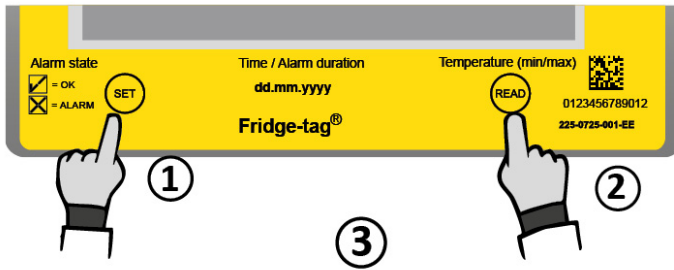 Alarm state
= OK
= ALARM
SET
Time / Alarm duration
dd.mm.yyyy
Fridge-tag®
Temperature (min/max)
READ
0123456789012
225-0725-001-EE
1
2
3